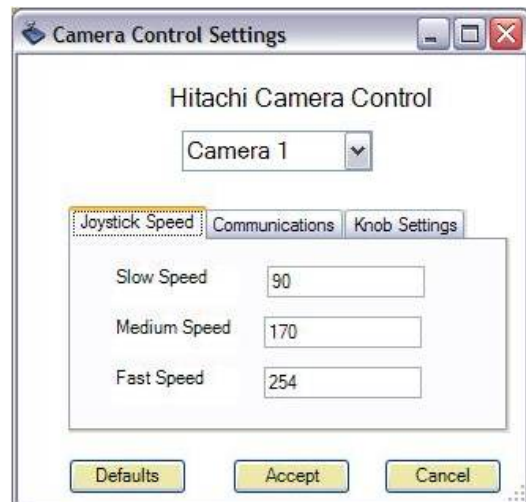 Camera Control Settings
Hitachi Camera Control
Camera 1
Joystick Speed Communications Knob Settings
Slow Speed 90
Medium Speed 170
Fast Speed 254
Defaults Accept Cancel